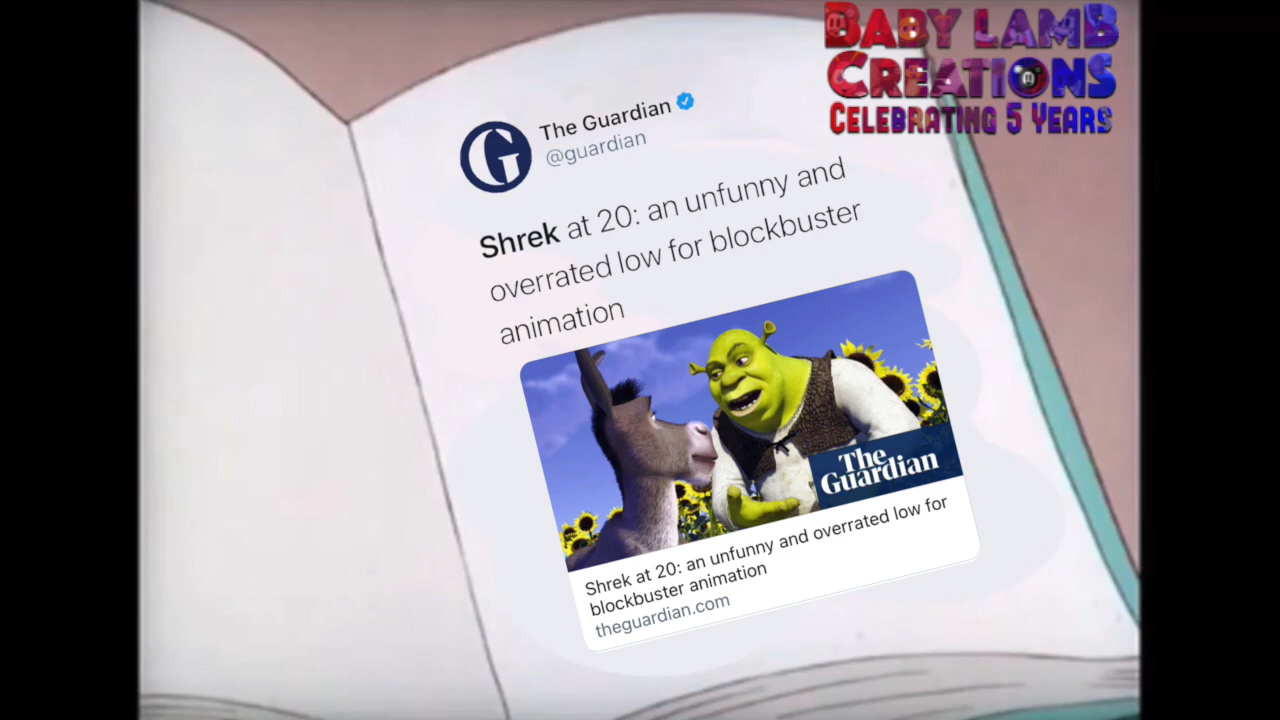 BABY LAMB
CREATIONS
CELEBRATING 5 YEARS
The Guardian
@guardian
Shrek at 20: an unfunny and
overrated low for blockbuster
animation
The
Guardian
Shrek at 20: an unfunny and overrated low for
blockbuster animation
theguardian.com